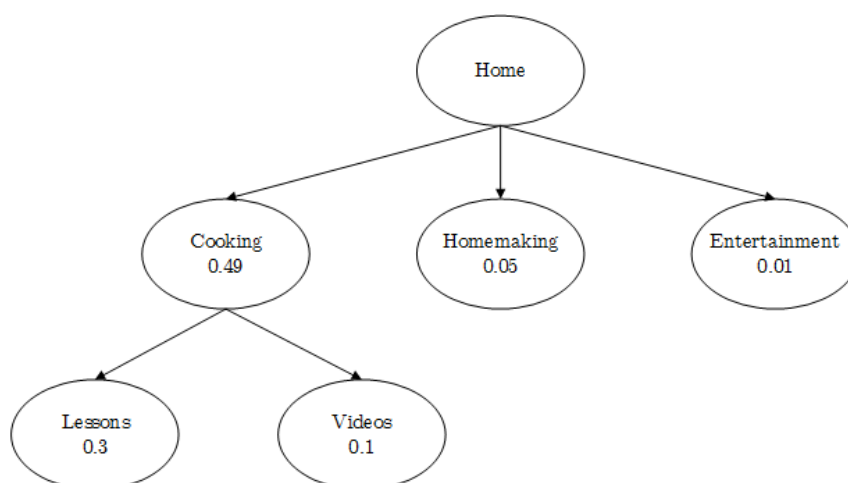 Home
Cooking
0.49
Homemaking
0.05
Entertainment
0.01
Lessons
0.3
Videos
0.1